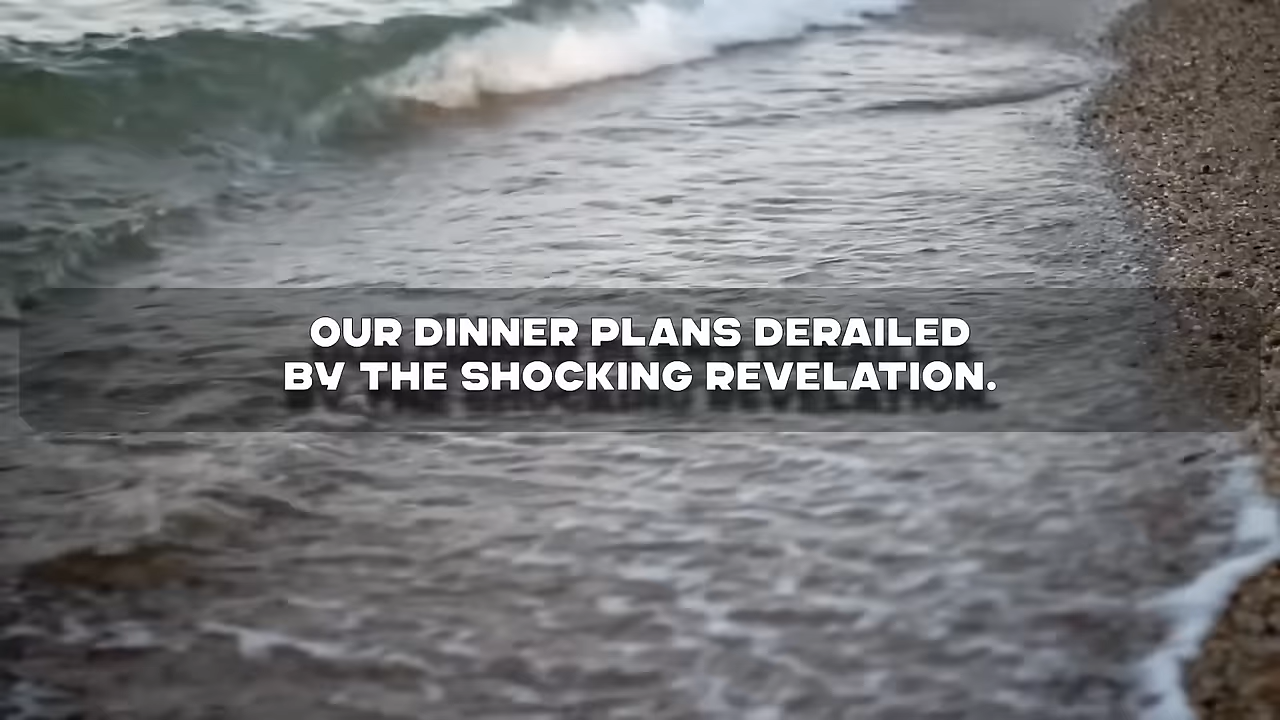 OUR DINNER PLANS DERAILED
BY THE SHOCKING REVELATION.